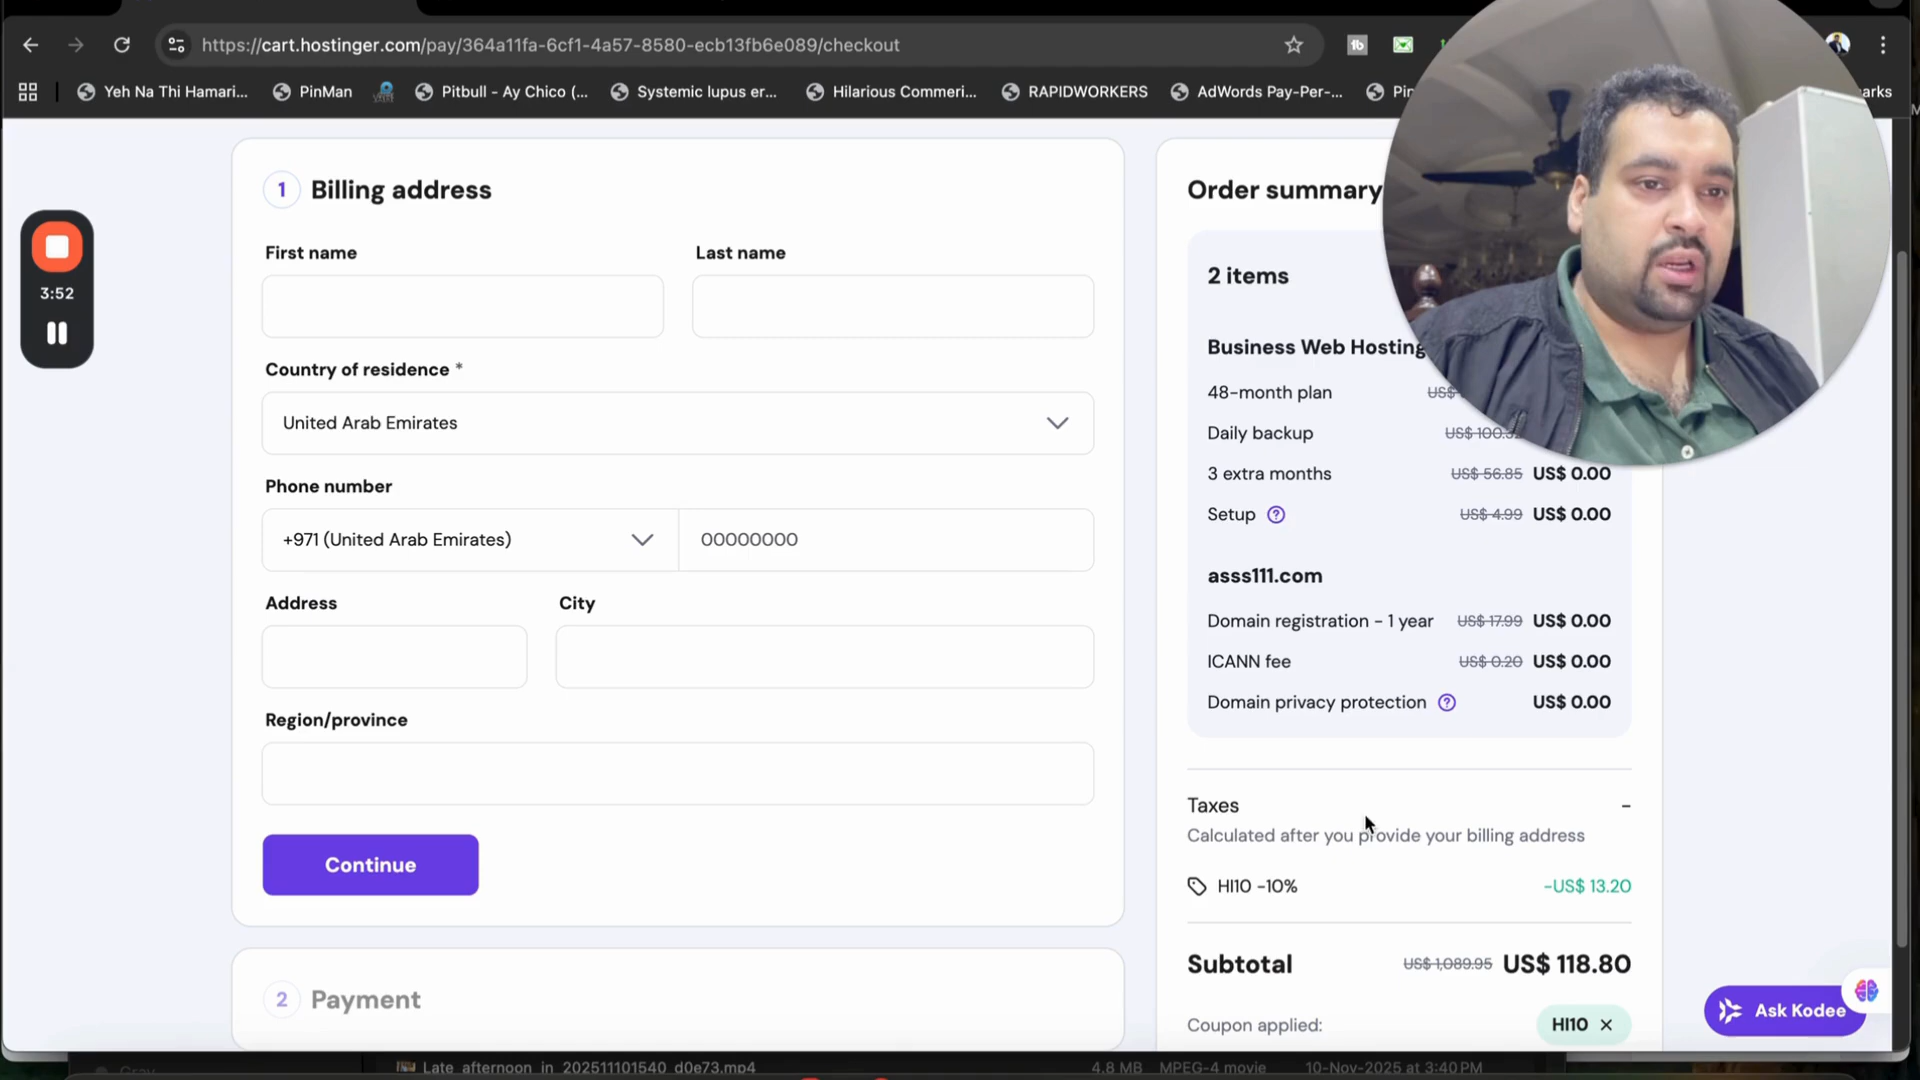 https://cart.hostinger.com/pay/364a11fa-6cf1-4a57-8580-ecb13fb6e089/checkout
Yeh Na Thi Hamari... PinMan Pitbull - Ay Chico (... Systemic lupus er... Hilarious Commeri... RAPIDWORKERS AdWords Pay-Per-... Pir arks
1 Billing address
First name Last name
Country of residence *
United Arab Emirates
Phone number
+971 (United Arab Emirates) 00000000
Address City
Region/province
Continue
2 Payment
3:52
Order summary
2 items
Business Web Hosting
48-month plan US$
Daily backup US$ 100.3
3 extra months US$ 56.85 US$ 0.00
Setup ? US$ 4.99 US$ 0.00
asss111.com
Domain registration - 1 year US$ 17.99 US$ 0.00
ICANN fee US$ 0.20 US$ 0.00
Domain privacy protection ? US$ 0.00
Taxes -
Calculated after you provide your billing address
HI10 -10% -US$ 13.20
Subtotal US$ 1,089.95 US$ 118.80
Coupon applied: HI10 ×
Ask Kodee
Gray Late_afternoon_in_202511101540_d0e73.mp4 4.8 MB MPEG-4 movie 10-Nov-2025 at 3:40 PM